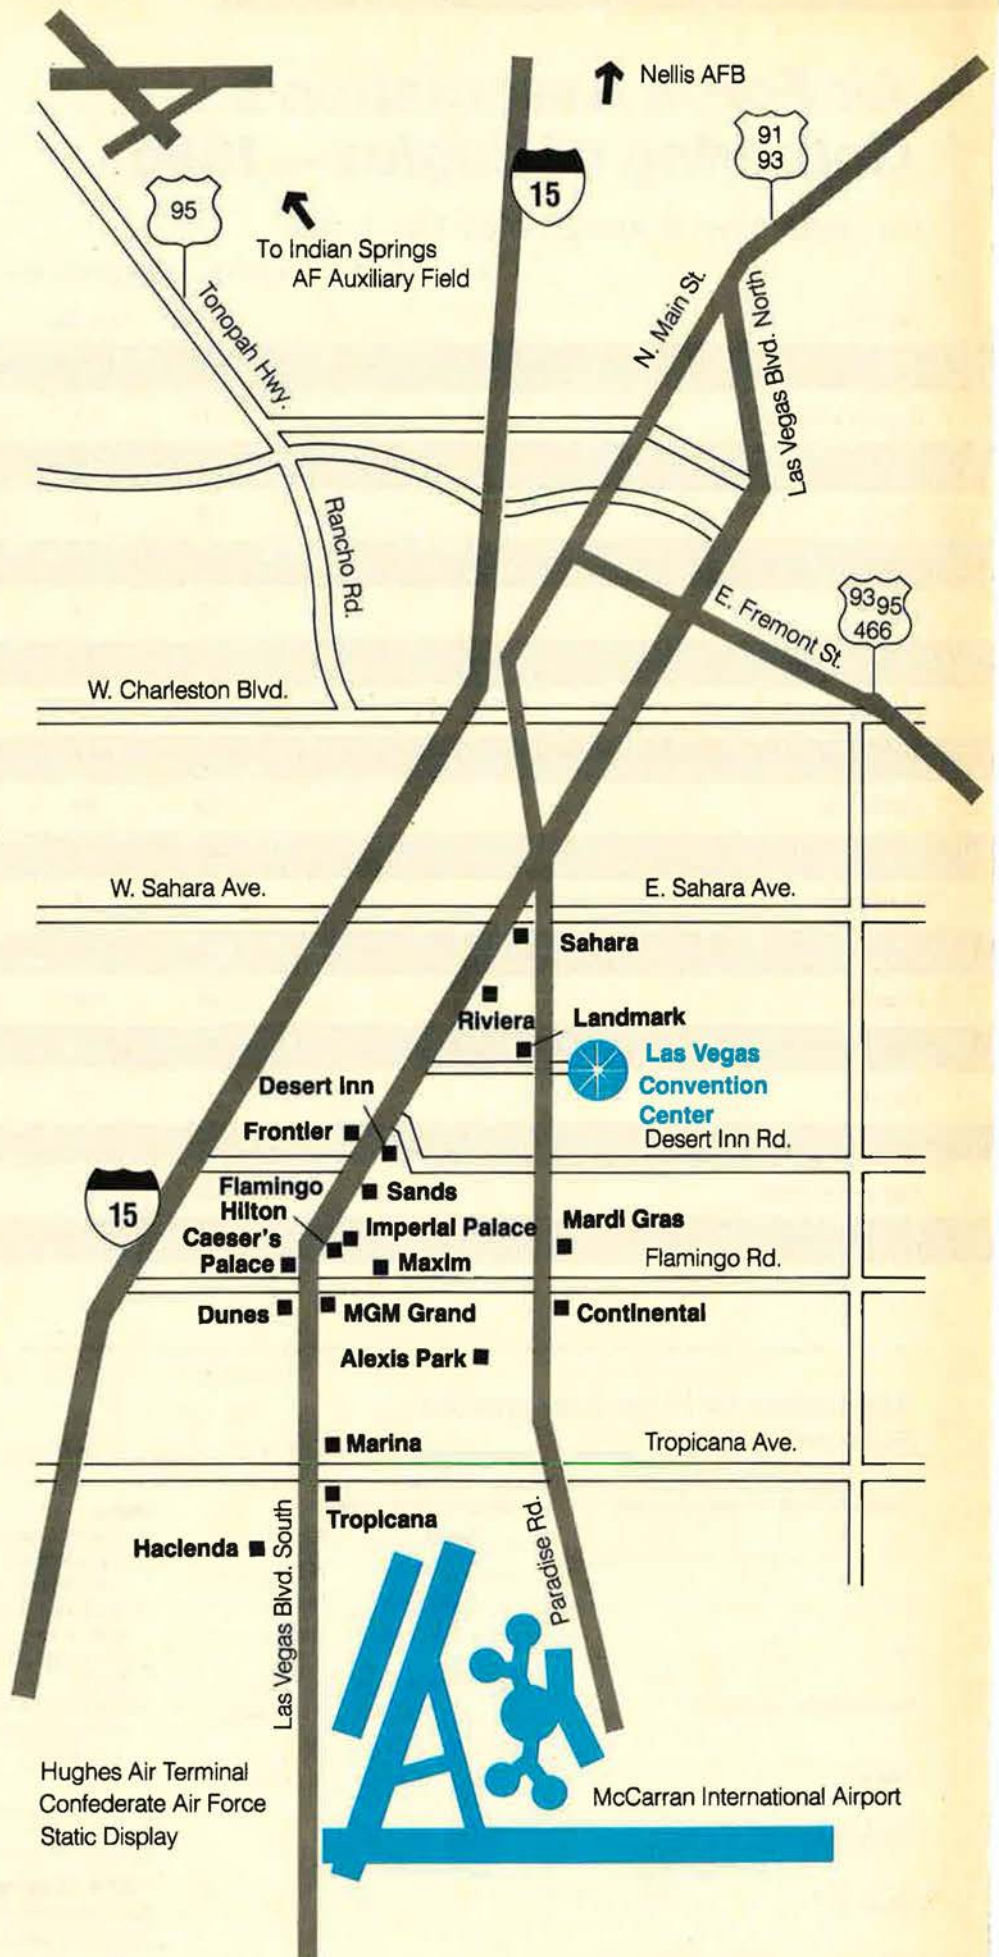 Nellis AFB
91
93
15
95
To Indian Springs
AF Auxiliary Field
Tonopah Hwy.
N. Main St.
Las Vegas Blvd. North
Rancho Rd.
E. Fremont St.
93 95
466
W. Charleston Blvd.
W. Sahara Ave.
E. Sahara Ave.
Sahara
Riviera
Landmark
Las Vegas
Convention
Center
Desert Inn
Desert Inn Rd.
Frontier
15
Flamingo
Hilton
Sands
Imperial Palace
Mardi Gras
Caeser's
Palace
Maxim
Flamingo Rd.
Dunes
MGM Grand
Continental
Alexis Park
Marina
Tropicana Ave.
Tropicana
Hacienda
Las Vegas Blvd. South
Paradise Rd.
Hughes Air Terminal
Confederate Air Force
Static Display
McCarran International Airport